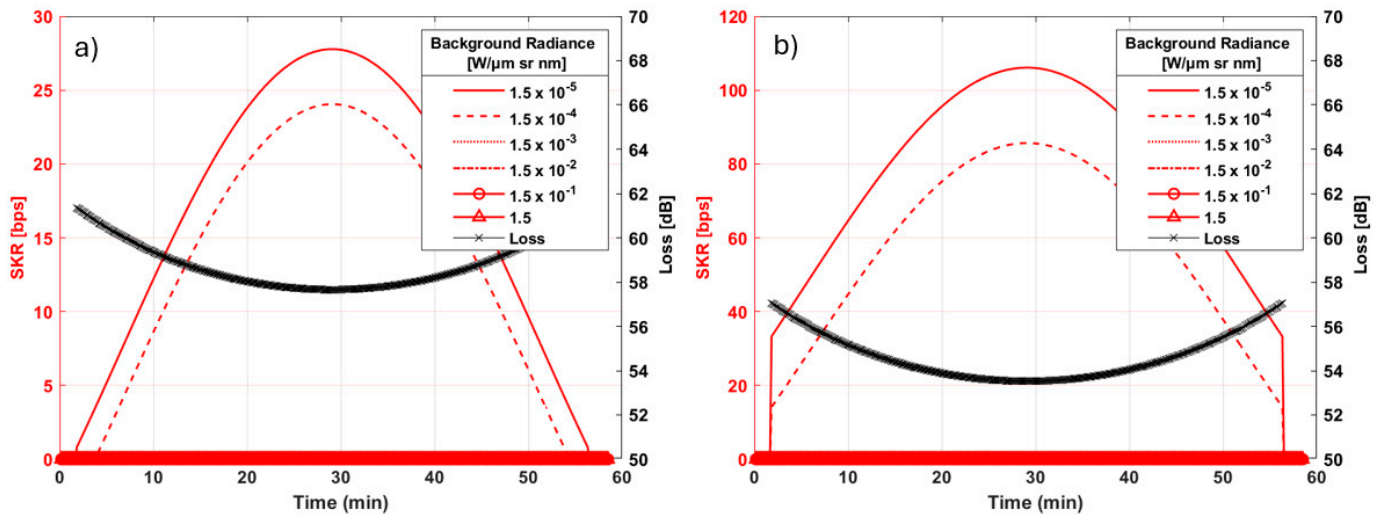 a)
30
25
20
15
10
5
0
SKR [bps]
0 10 20 30 40 50 60
Time (min)
70
68
66
64
62
60
58
56
54
52
50
Loss [dB]
Background Radiance
[W/μm sr nm]
1.5 x 10⁻⁵
1.5 x 10⁻⁴
1.5 x 10⁻³
1.5 x 10⁻²
1.5 x 10⁻¹
1.5
Loss
b)
120
100
80
60
40
20
0
SKR [bps]
0 10 20 30 40 50 60
Time (min)
70
68
66
64
62
60
58
56
54
52
50
Loss [dB]
Background Radiance
[W/μm sr nm]
1.5 x 10⁻⁵
1.5 x 10⁻⁴
1.5 x 10⁻³
1.5 x 10⁻²
1.5 x 10⁻¹
1.5
Loss